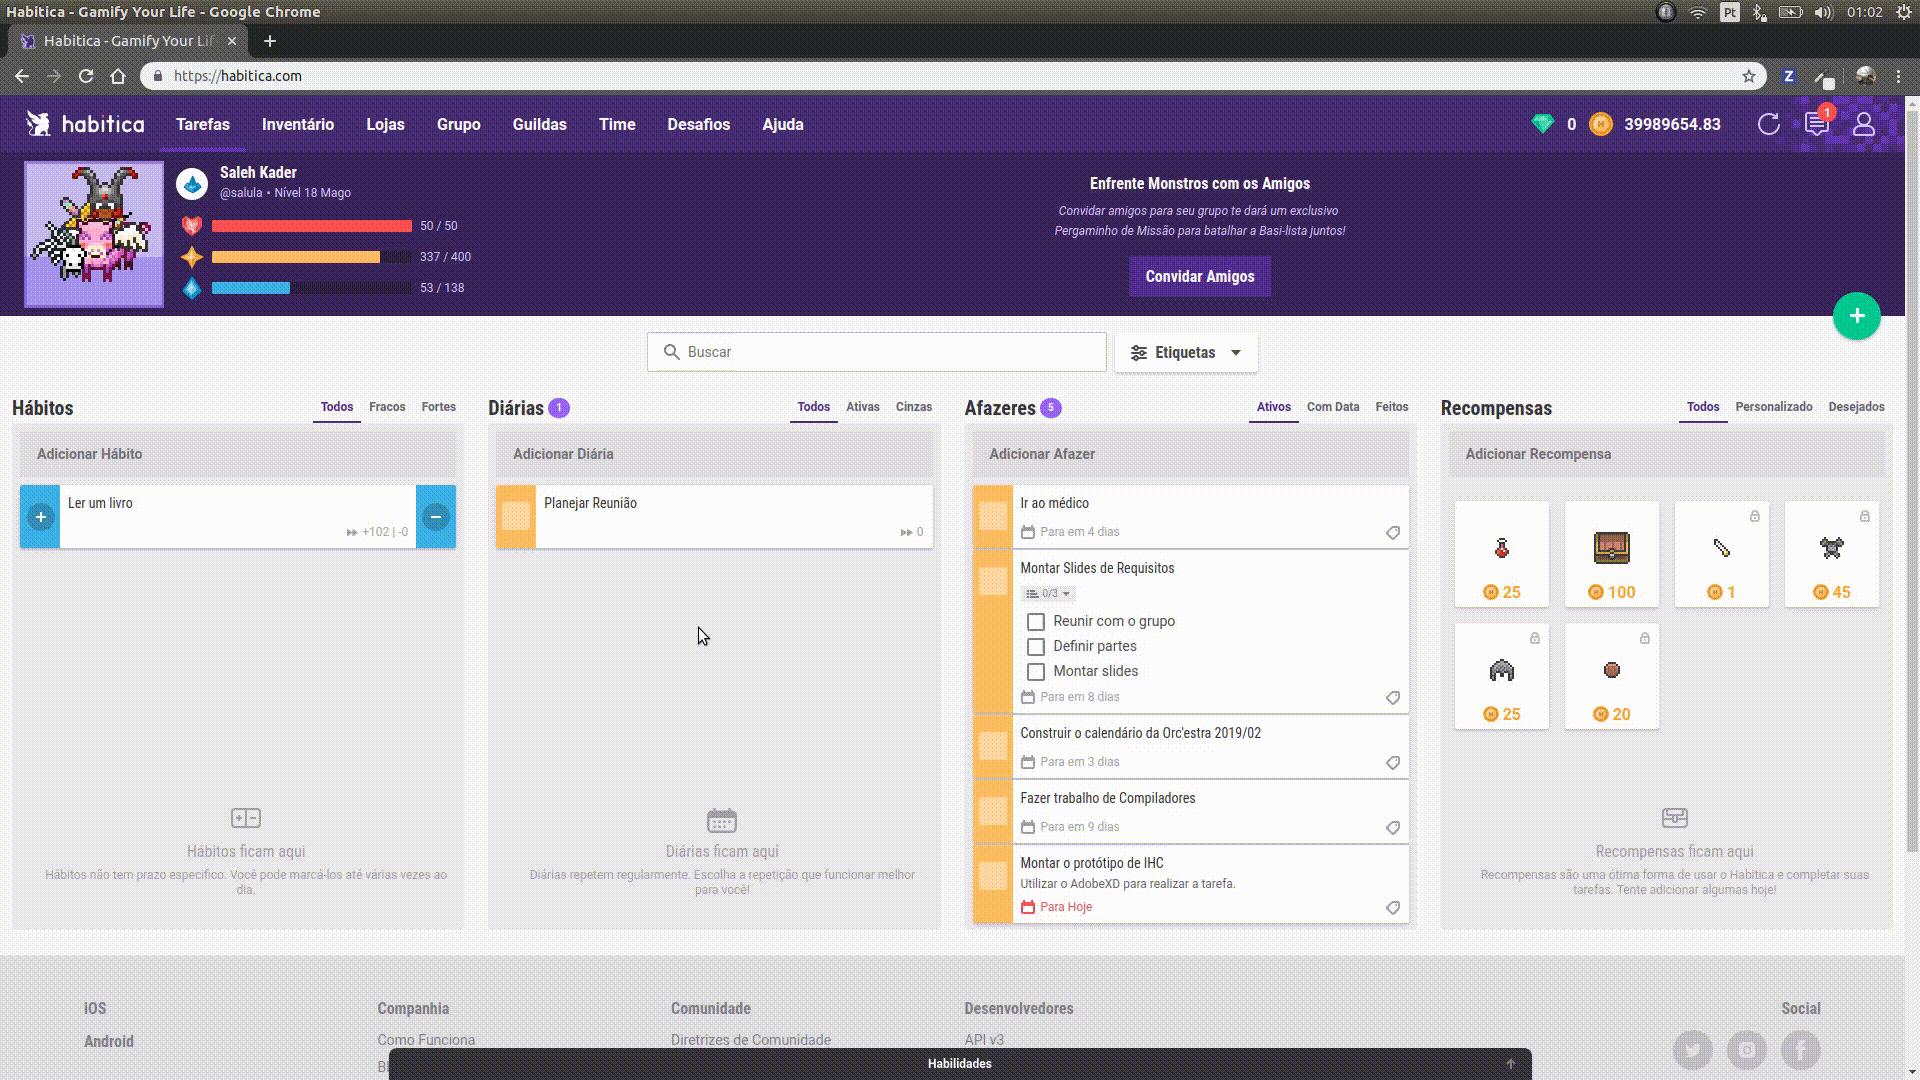 Habitica - Gamify Your Life - Google Chrome
Pt
01:02
Habitica - Gamify Your Lif
https://habitica.com
Z
habitica
Tarefas
Inventário
Lojas
Grupo
Guildas
Time
Desafios
Ajuda
0
39989654.83
1
Saleh Kader
@salula • Nível 18 Mago
50 / 50
337 / 400
53 / 138
Enfrente Monstros com os Amigos
Convidar amigos para seu grupo te dará um exclusivo
Pergaminho de Missão para batalhar a Basi-lista juntos!
Convidar Amigos
Buscar
Etiquetas
Hábitos
Todos
Fracos
Fortes
Adicionar Hábito
Ler um livro
+102 | -0
Hábitos ficam aqui
Hábitos não tem prazo especifico. Você pode marcá-los até várias vezes ao
dia,
Diárias 1
Todos
Ativas
Cinzas
Adicionar Diária
Planejar Reunião
0
Diárias ficam aqui
Diárias repetem regularmente. Escolha a repetição que funcionar melhor
para você!
Afazeres 5
Ativos
Com Data
Feitos
Adicionar Afazer
Ir ao médico
Para em 4 dias
Montar Slides de Requisitos
0/3
Reunir com o grupo
Definir partes
Montar slides
Para em 8 dias
Construir o calendário da Orc'estra 2019/02
Para em 3 dias
Fazer trabalho de Compiladores
Para em 9 dias
Montar o protótipo de IHC
Utilizar o AdobeXD para realizar a tarefa.
Para Hoje
Recompensas
Todos
Personalizado
Desejados
Adicionar Recompensa
25
100
1
45
25
20
Recompensas ficam aqui
Recompensas são uma ótima forma de usar o Habitica e completar suas
tarefas. Tente adicionar algumas hoje!
iOS
Android
Companhia
Como Funciona
Bl
Comunidade
Diretrizes de Comunidade
Desenvolvedores
API v3
Social
Habilidades